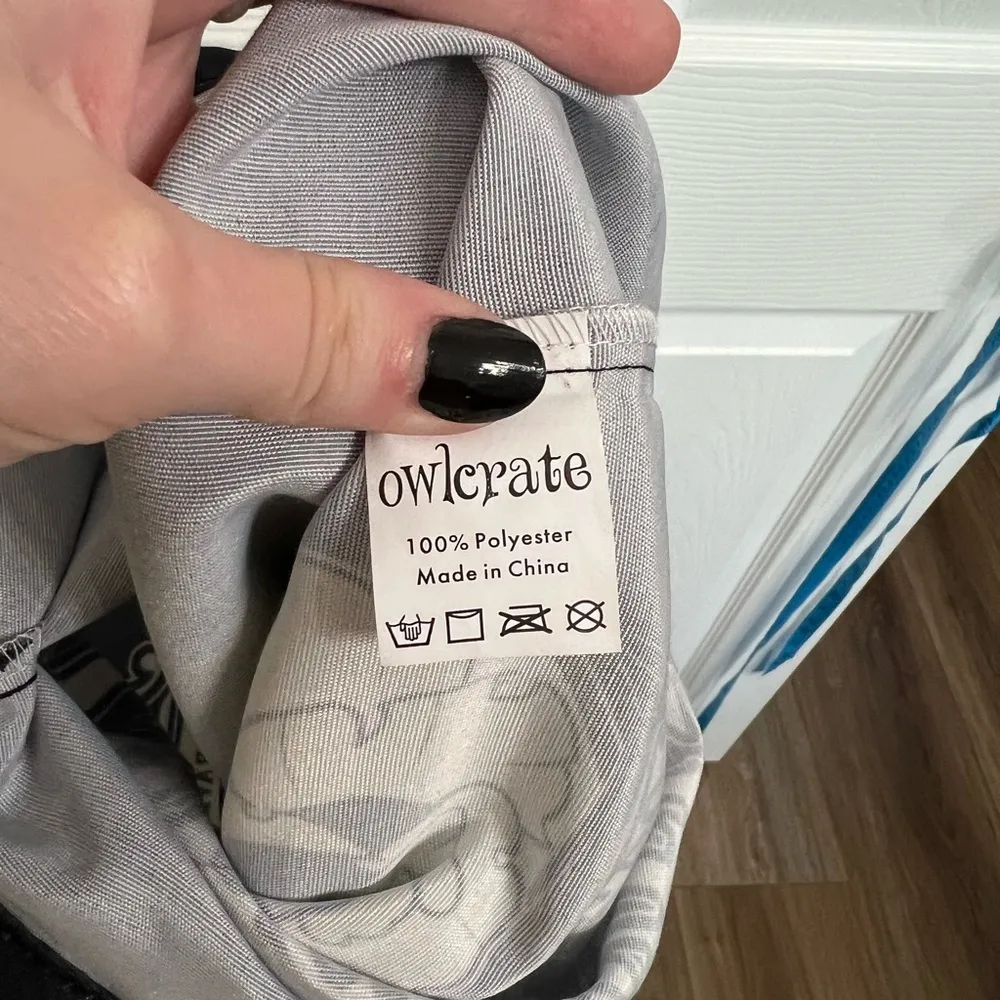 owlcrate
100% Polyester
Made in China